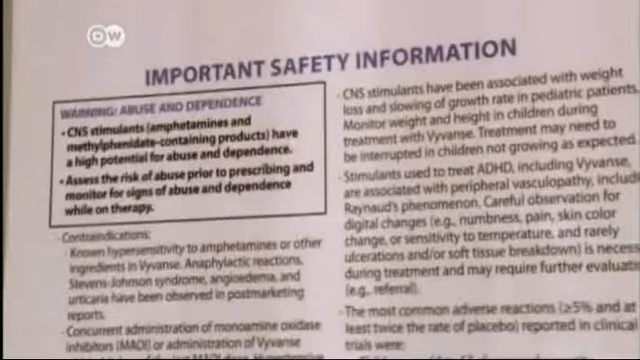 DW
IMPORTANT SAFETY INFORMATION
WARNING: ABUSE AND DEPENDENCE
• CNS stimulants (amphetamines and
methylphenidate-containing products) have
a high potential for abuse and dependence.
• Assess the risk of abuse prior to prescribing and
monitor for signs of abuse and dependence
while on therapy.
· Contraindications:
· Known hypersensitivity to amphetamines or other
ingredients in Vyvanse. Anaphylactic reactions,
Stevens-Johnson syndrome, angioedema, and
urticaria have been observed in postmarketing
reports.
· Concurrent administration of monoamine oxidase
inhibitors (MAOI) or administration of Vyvanse
· CNS stimulants have been associated with weight
loss and slowing of growth rate in pediatric patients.
Monitor weight and height in children during
treatment with Vyvanse. Treatment may need to
be interrupted in children not growing as expected
· Stimulants used to treat ADHD, including Vyvanse,
are associated with peripheral vasculopathy, includi
Raynaud's phenomenon. Careful observation for
digital changes (e.g., numbness, pain, skin color
change, or sensitivity to temperature, and rarely
ulcerations and/or soft tissue breakdown) is necess
during treatment and may require further evaluati
(e.g., referral).
· The most common adverse reactions (≥5% and at
least twice the rate of placebo) reported in clinical
trials were: